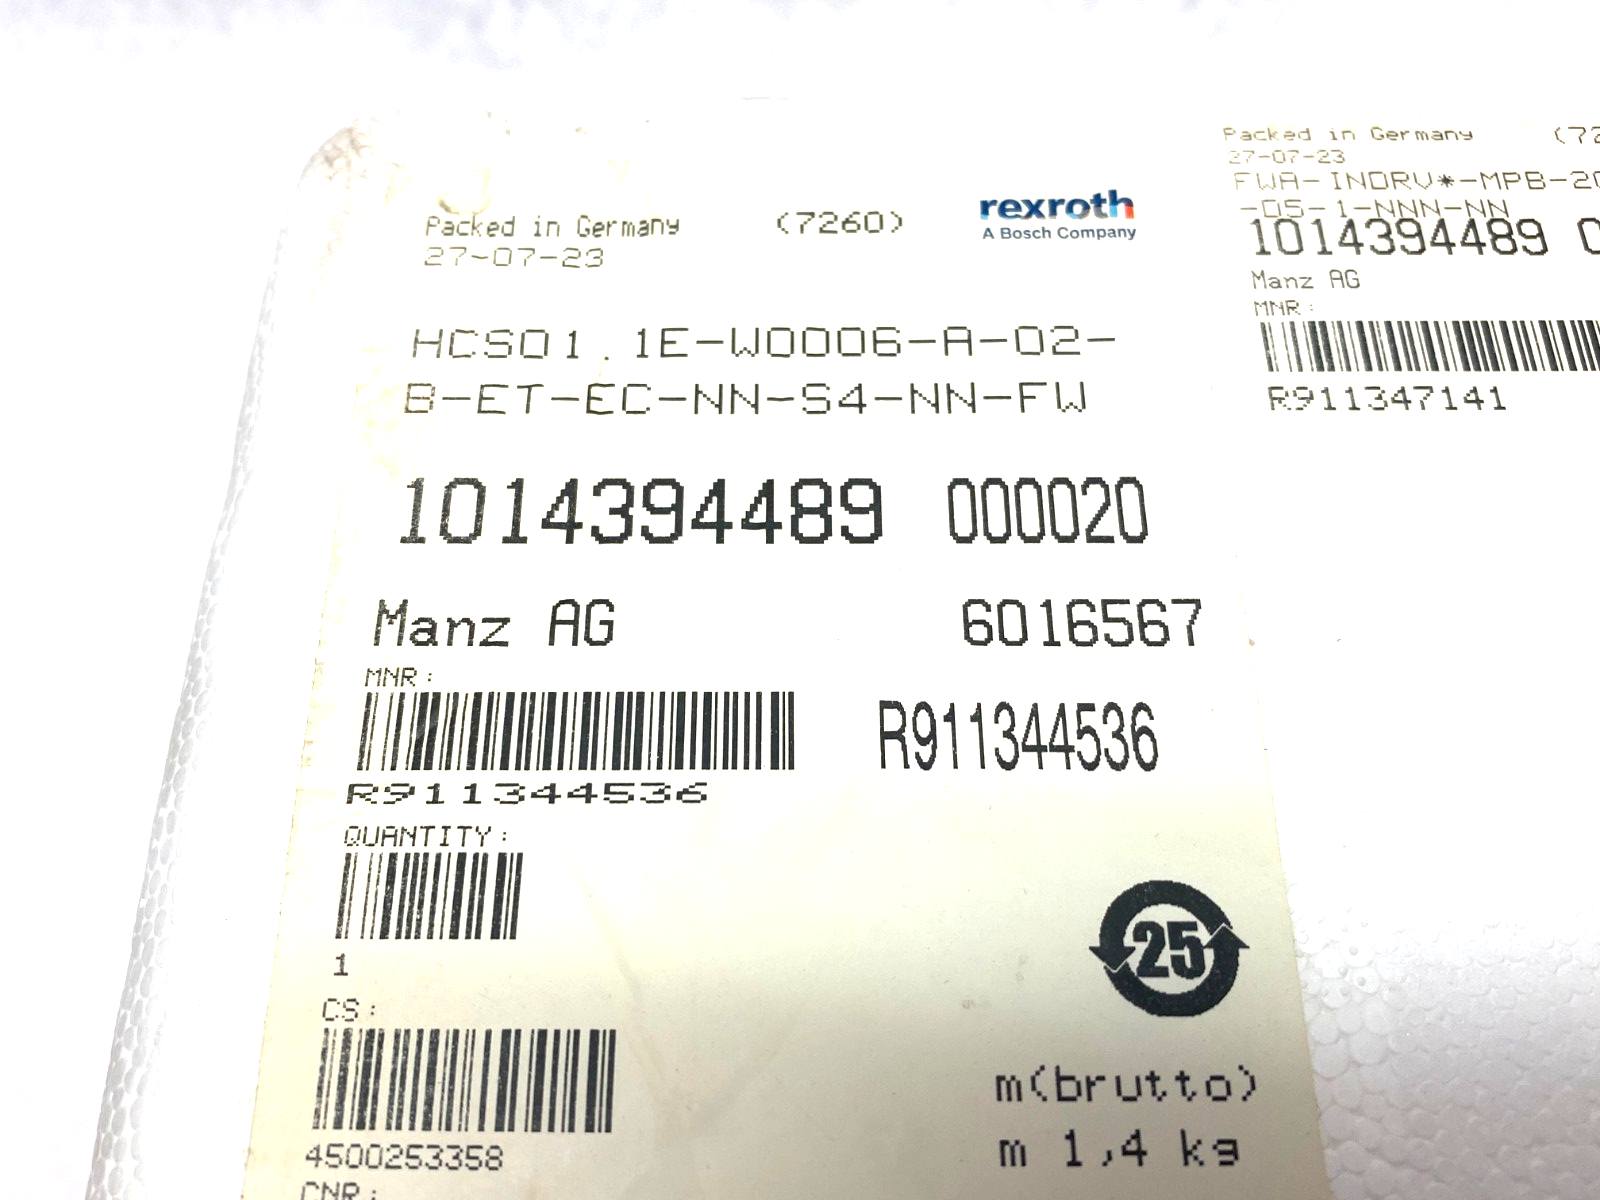 Packed in Germany (7260)
27-07-23
rexroth
A Bosch Company
HCS01.1E-W0006-A-02-
B-ET-EC-NN-S4-NN-FW
1014394489 000020
Manz AG 6016567
MNR:
R911344536
R911344536
QUANTITY:
1
25
CS:
4500253358
m(brutto)
m 1,4 kg
CNR:
Packed in Germany
27-07-23
FWA-INDRV*-MPB-
-D5-1-NNN-NN
1014394489
Manz AG
MNR:
R911347141